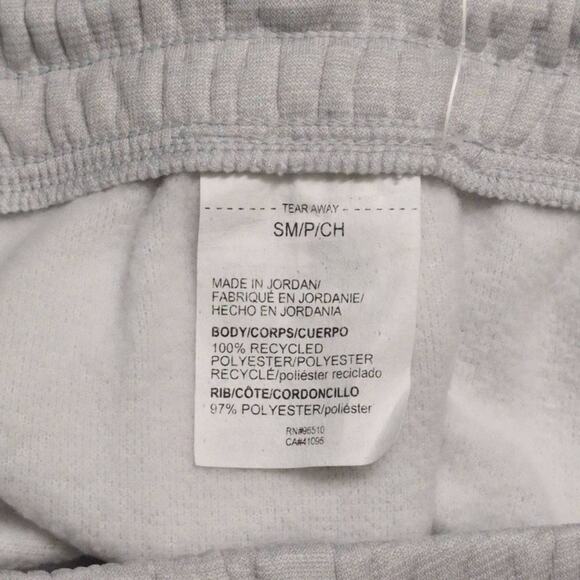 TEAR AWAY
SM/P/CH
MADE IN JORDAN/
FABRIQUÉ EN JORDANIE/
HECHO EN JORDANIA
BODY/CORPS/CUERPO
100% RECYCLED
POLYESTER/POLYESTER
RECYCLÉ/poliéster reciclado
RIB/CÔTE/CORDONCILLO
97% POLYESTER/poliéster
RN#96510
CA#41095